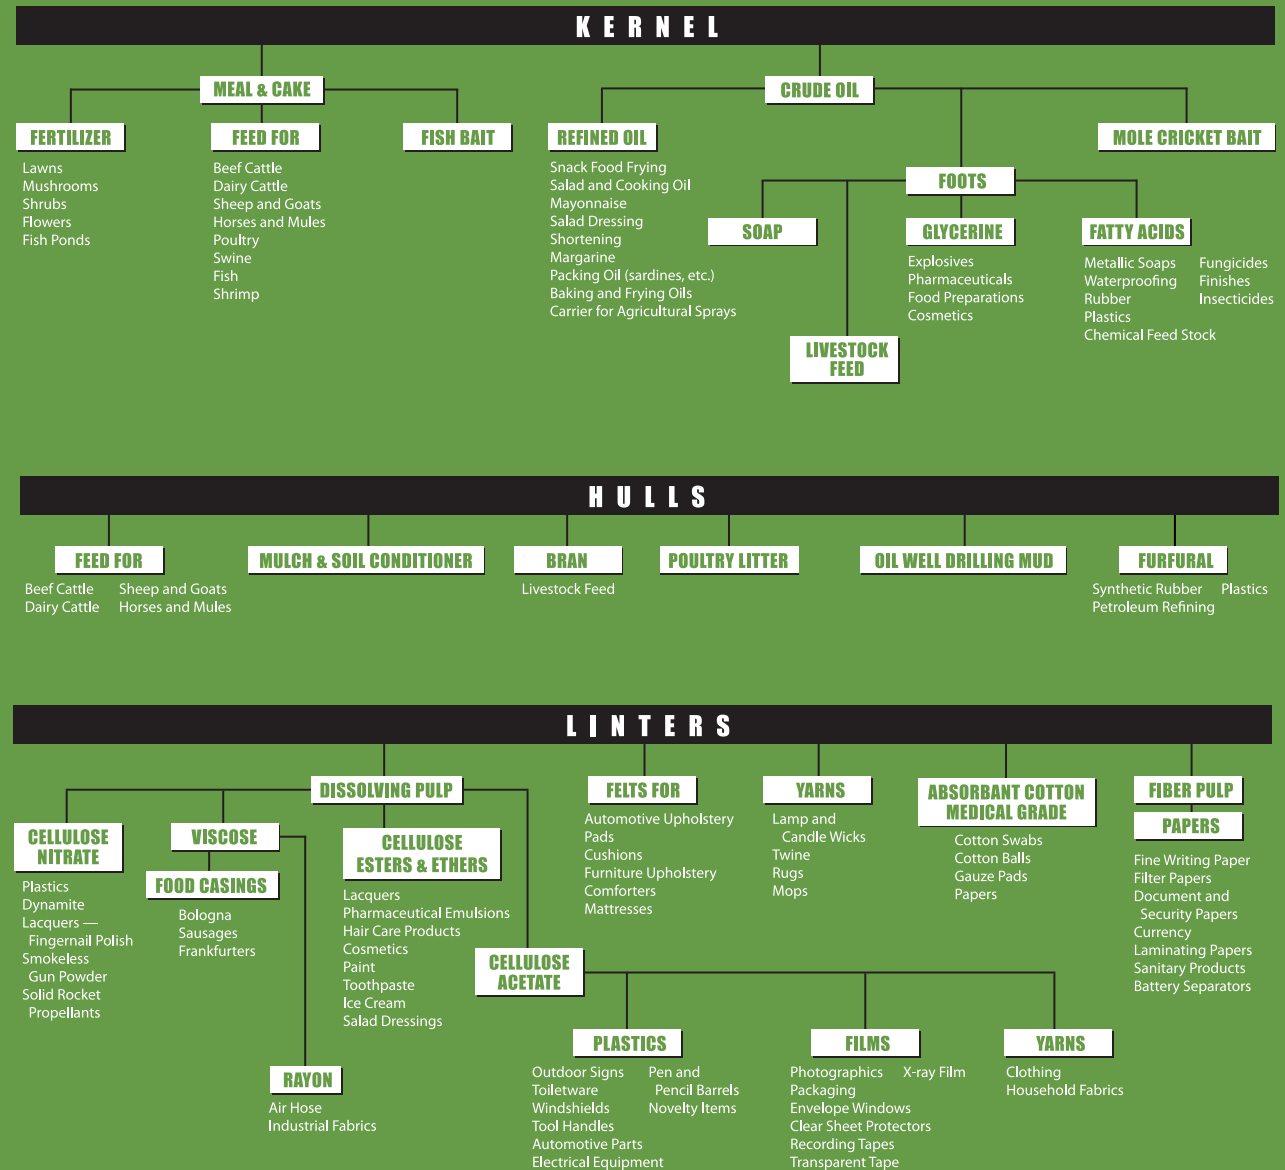 KERNEL
MEAL & CAKE
FERTILIZER
Lawns
Mushrooms
Shrubs
Flowers
Fish Ponds
FEED FOR
Beef Cattle
Dairy Cattle
Sheep and Goats
Horses and Mules
Poultry
Swine
Fish
Shrimp
FISH BAIT
CRUDE OIL
REFINED OIL
Snack Food Frying
Salad and Cooking Oil
Mayonnaise
Salad Dressing
Shortening
Margarine
Packing Oil (sardines, etc.)
Baking and Frying Oils
Carrier for Agricultural Sprays
MOLE CRICKET BAIT
FOOTS
SOAP
LIVESTOCK
FEED
GLYCERINE
Explosives
Pharmaceuticals
Food Preparations
Cosmetics
FATTY ACIDS
Metallic Soaps
Waterproofing
Rubber
Plastics
Chemical Feed Stock
Fungicides
Finishes
Insecticides
HULLS
FEED FOR
Beef Cattle
Dairy Cattle
Sheep and Goats
Horses and Mules
MULCH & SOIL CONDITIONER
BRAN
Livestock Feed
POULTRY LITTER
OIL WELL DRILLING MUD
FURFURAL
Synthetic Rubber
Petroleum Refining
Plastics
LINTERS
DISSOLVING PULP
CELLULOSE
NITRATE
Plastics
Dynamite
Lacquers —
Fingernail Polish
Smokeless
Gun Powder
Solid Rocket
Propellants
VISCOSE
FOOD CASINGS
Bologna
Sausages
Frankfurters
RAYON
Air Hose
Industrial Fabrics
CELLULOSE
ESTERS & ETHERS
Lacquers
Pharmaceutical Emulsions
Hair Care Products
Cosmetics
Paint
Toothpaste
Ice Cream
Salad Dressings
CELLULOSE
ACETATE
PLASTICS
Outdoor Signs
Toiletware
Windshields
Tool Handles
Automotive Parts
Electrical Equipment
Pen and
Pencil Barrels
Novelty Items
FILMS
Photographics
Packaging
Envelope Windows
Clear Sheet Protectors
Recording Tapes
Transparent Tape
X-ray Film
YARNS
Clothing
Household Fabrics
FELTS FOR
Automotive Upholstery
Pads
Cushions
Furniture Upholstery
Comforters
Mattresses
YARNS
Lamp and
Candle Wicks
Twine
Rugs
Mops
ABSORBANT COTTON
MEDICAL GRADE
Cotton Swabs
Cotton Balls
Gauze Pads
Papers
FIBER PULP
PAPERS
Fine Writing Paper
Filter Papers
Document and
Security Papers
Currency
Laminating Papers
Sanitary Products
Battery Separators